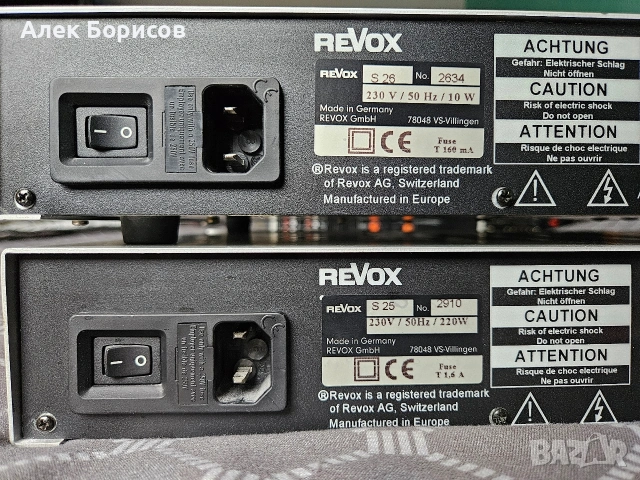 Алек Борисов
REVOX
REVOX S 26 No. 2634
230 V / 50 Hz / 10 W
Made in Germany
REVOX GmbH 78048 VS-Villingen
CE Fuse
T 160 mA
®Revox is a registered trademark
of Revox AG, Switzerland
Manufactured in Europe
ACHTUNG
Gefahr: Elektrischer Schlag
Nicht öffnen
CAUTION
Risk of electric shock
Do not open
ATTENTION
Risque de choc electrique
Ne pas ouvrir
REVOX
REVOX S 25 No. 2910
230V / 50Hz / 220W
Made in Germany
REVOX GmbH 78048 VS-Villingen
CE Fuse
T 1,6 A
®Revox is a registered trademark
of Revox AG, Switzerland
Manufactured in Europe
ACHTUNG
Gefahr: Elektrischer Schlag
Nicht öffnen
CAUTION
Risk of electric shock
Do not open
ATTENTION
Risque de choc electrique
Ne pas ouvrir
BAZAR